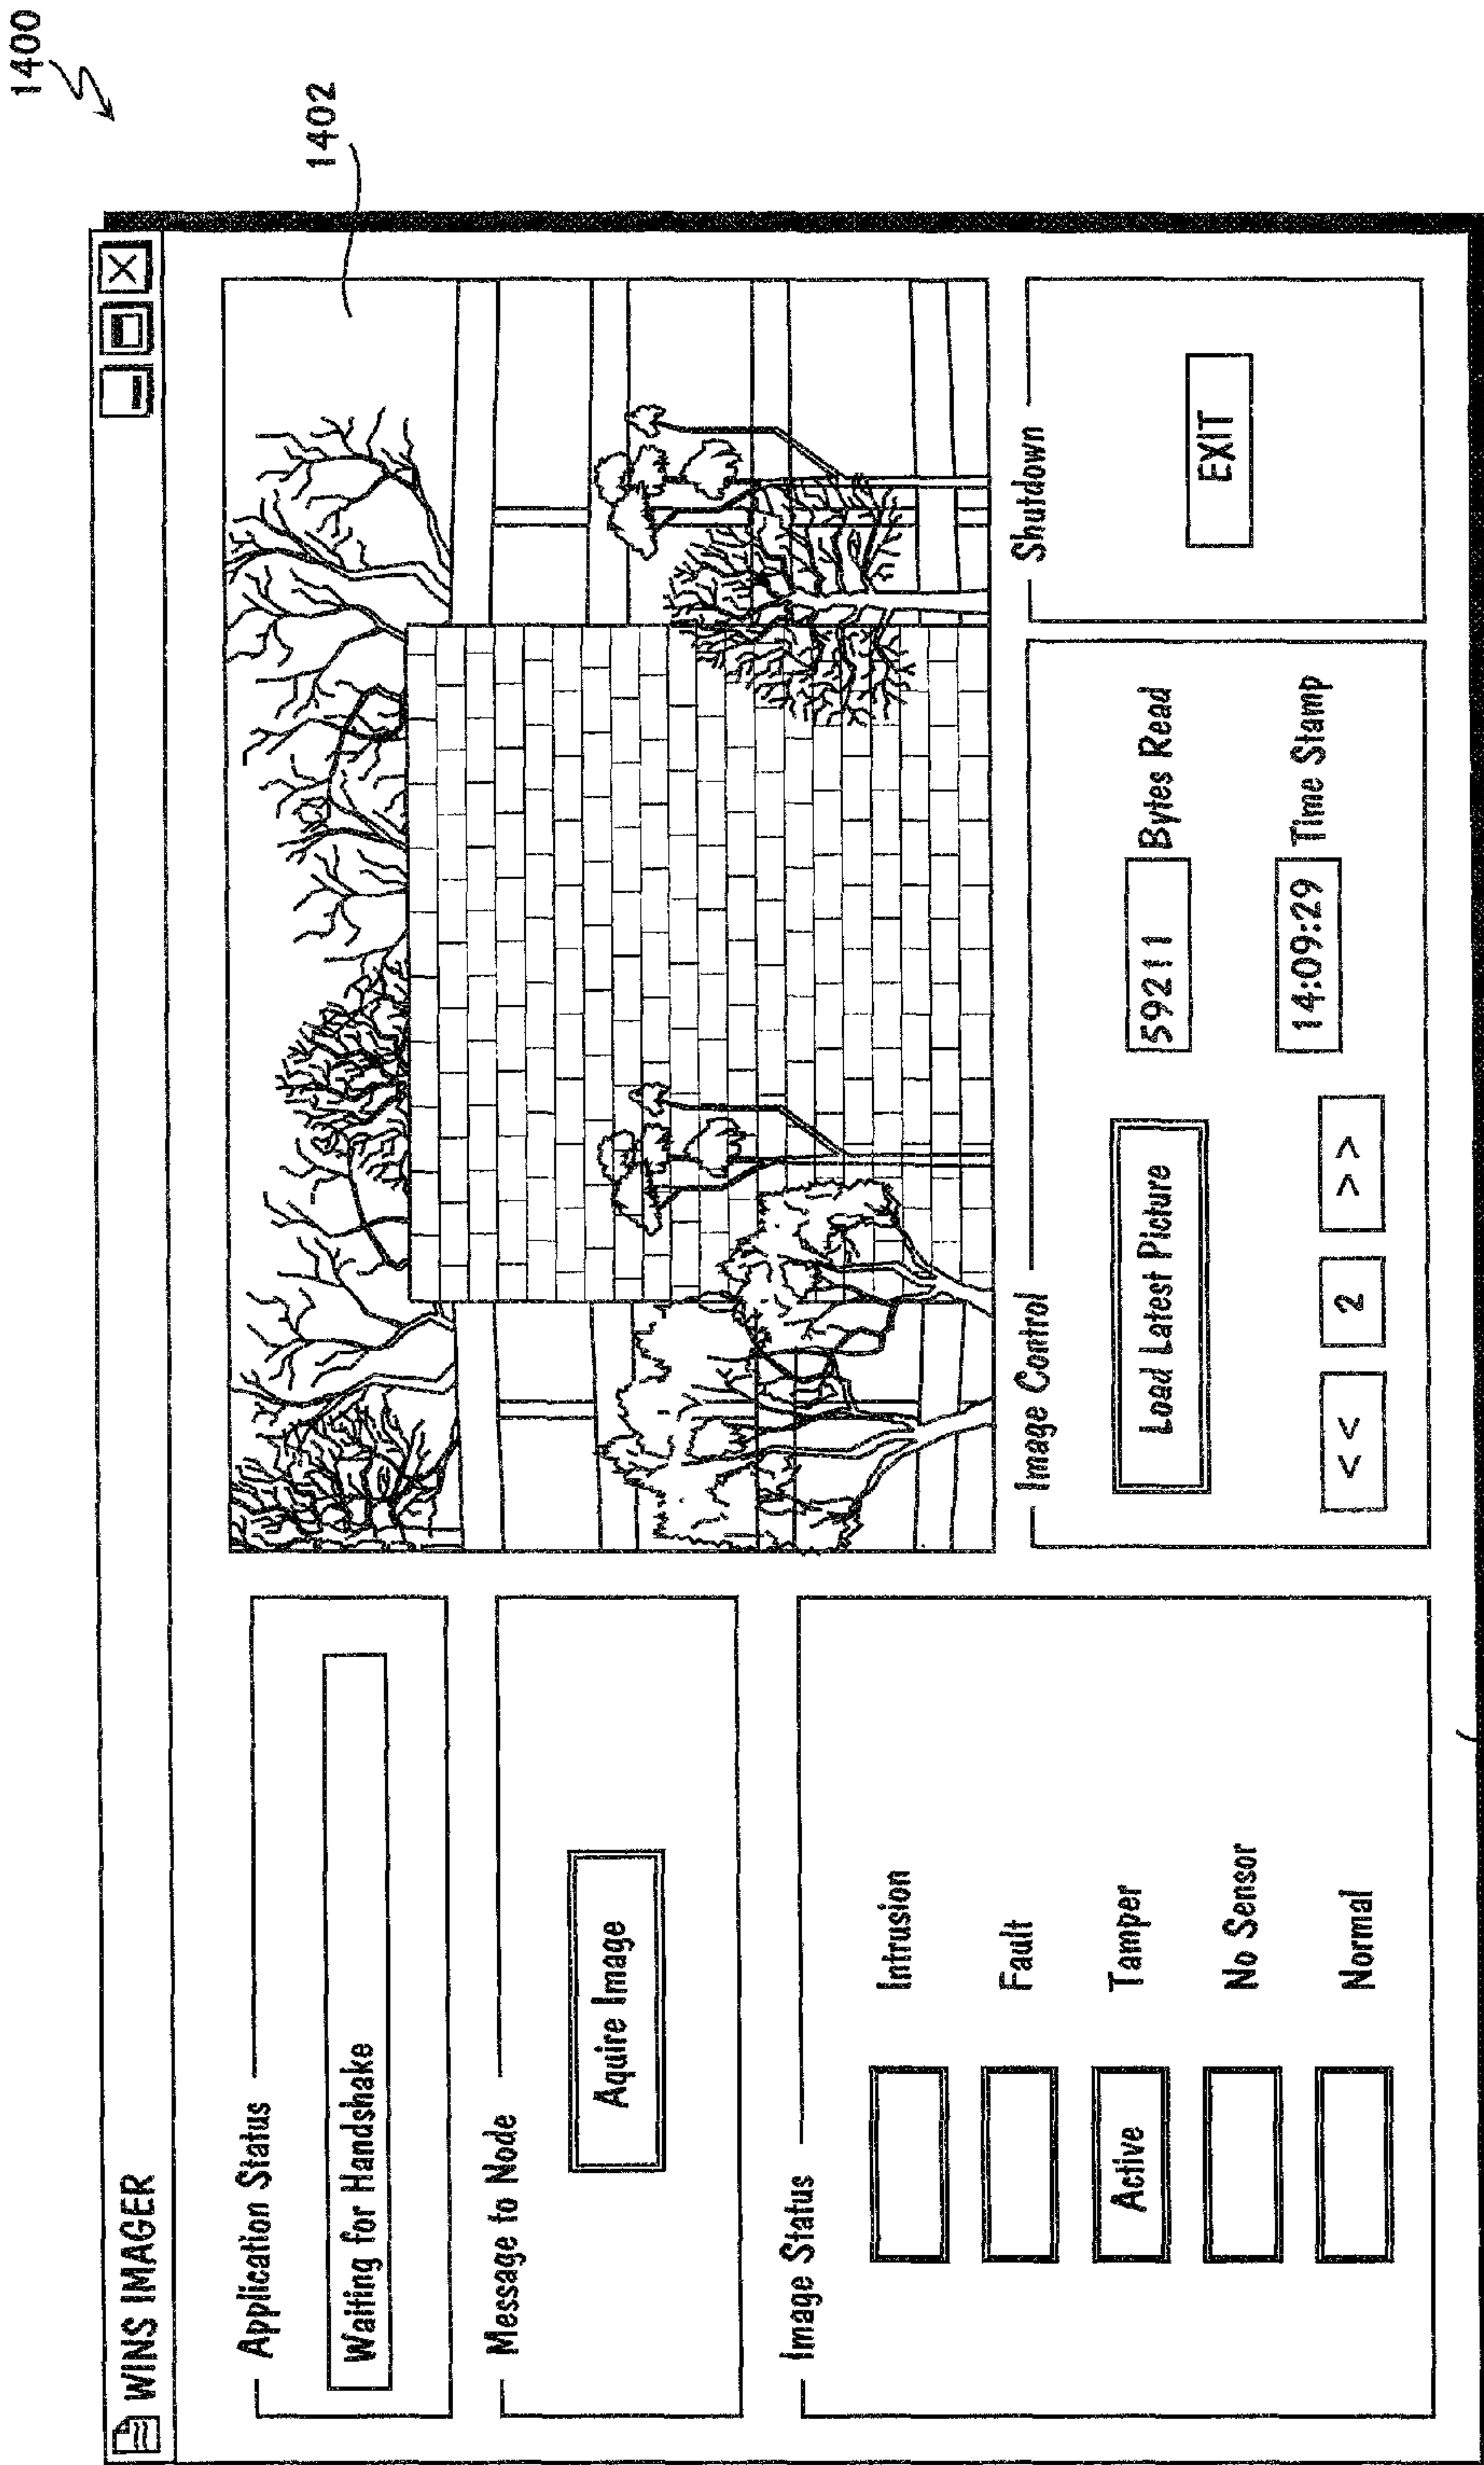 1400
1402
WINS IMAGER
Application Status
Waiting for Handshake
Message to Node
Aquire Image
Image Status
Intrusion
Fault
Active Tamper
No Sensor
Normal
Image Control
Load Latest Picture
59211 Bytes Read
<< 2 >>
14:09:29 Time Stamp
Shutdown
EXIT